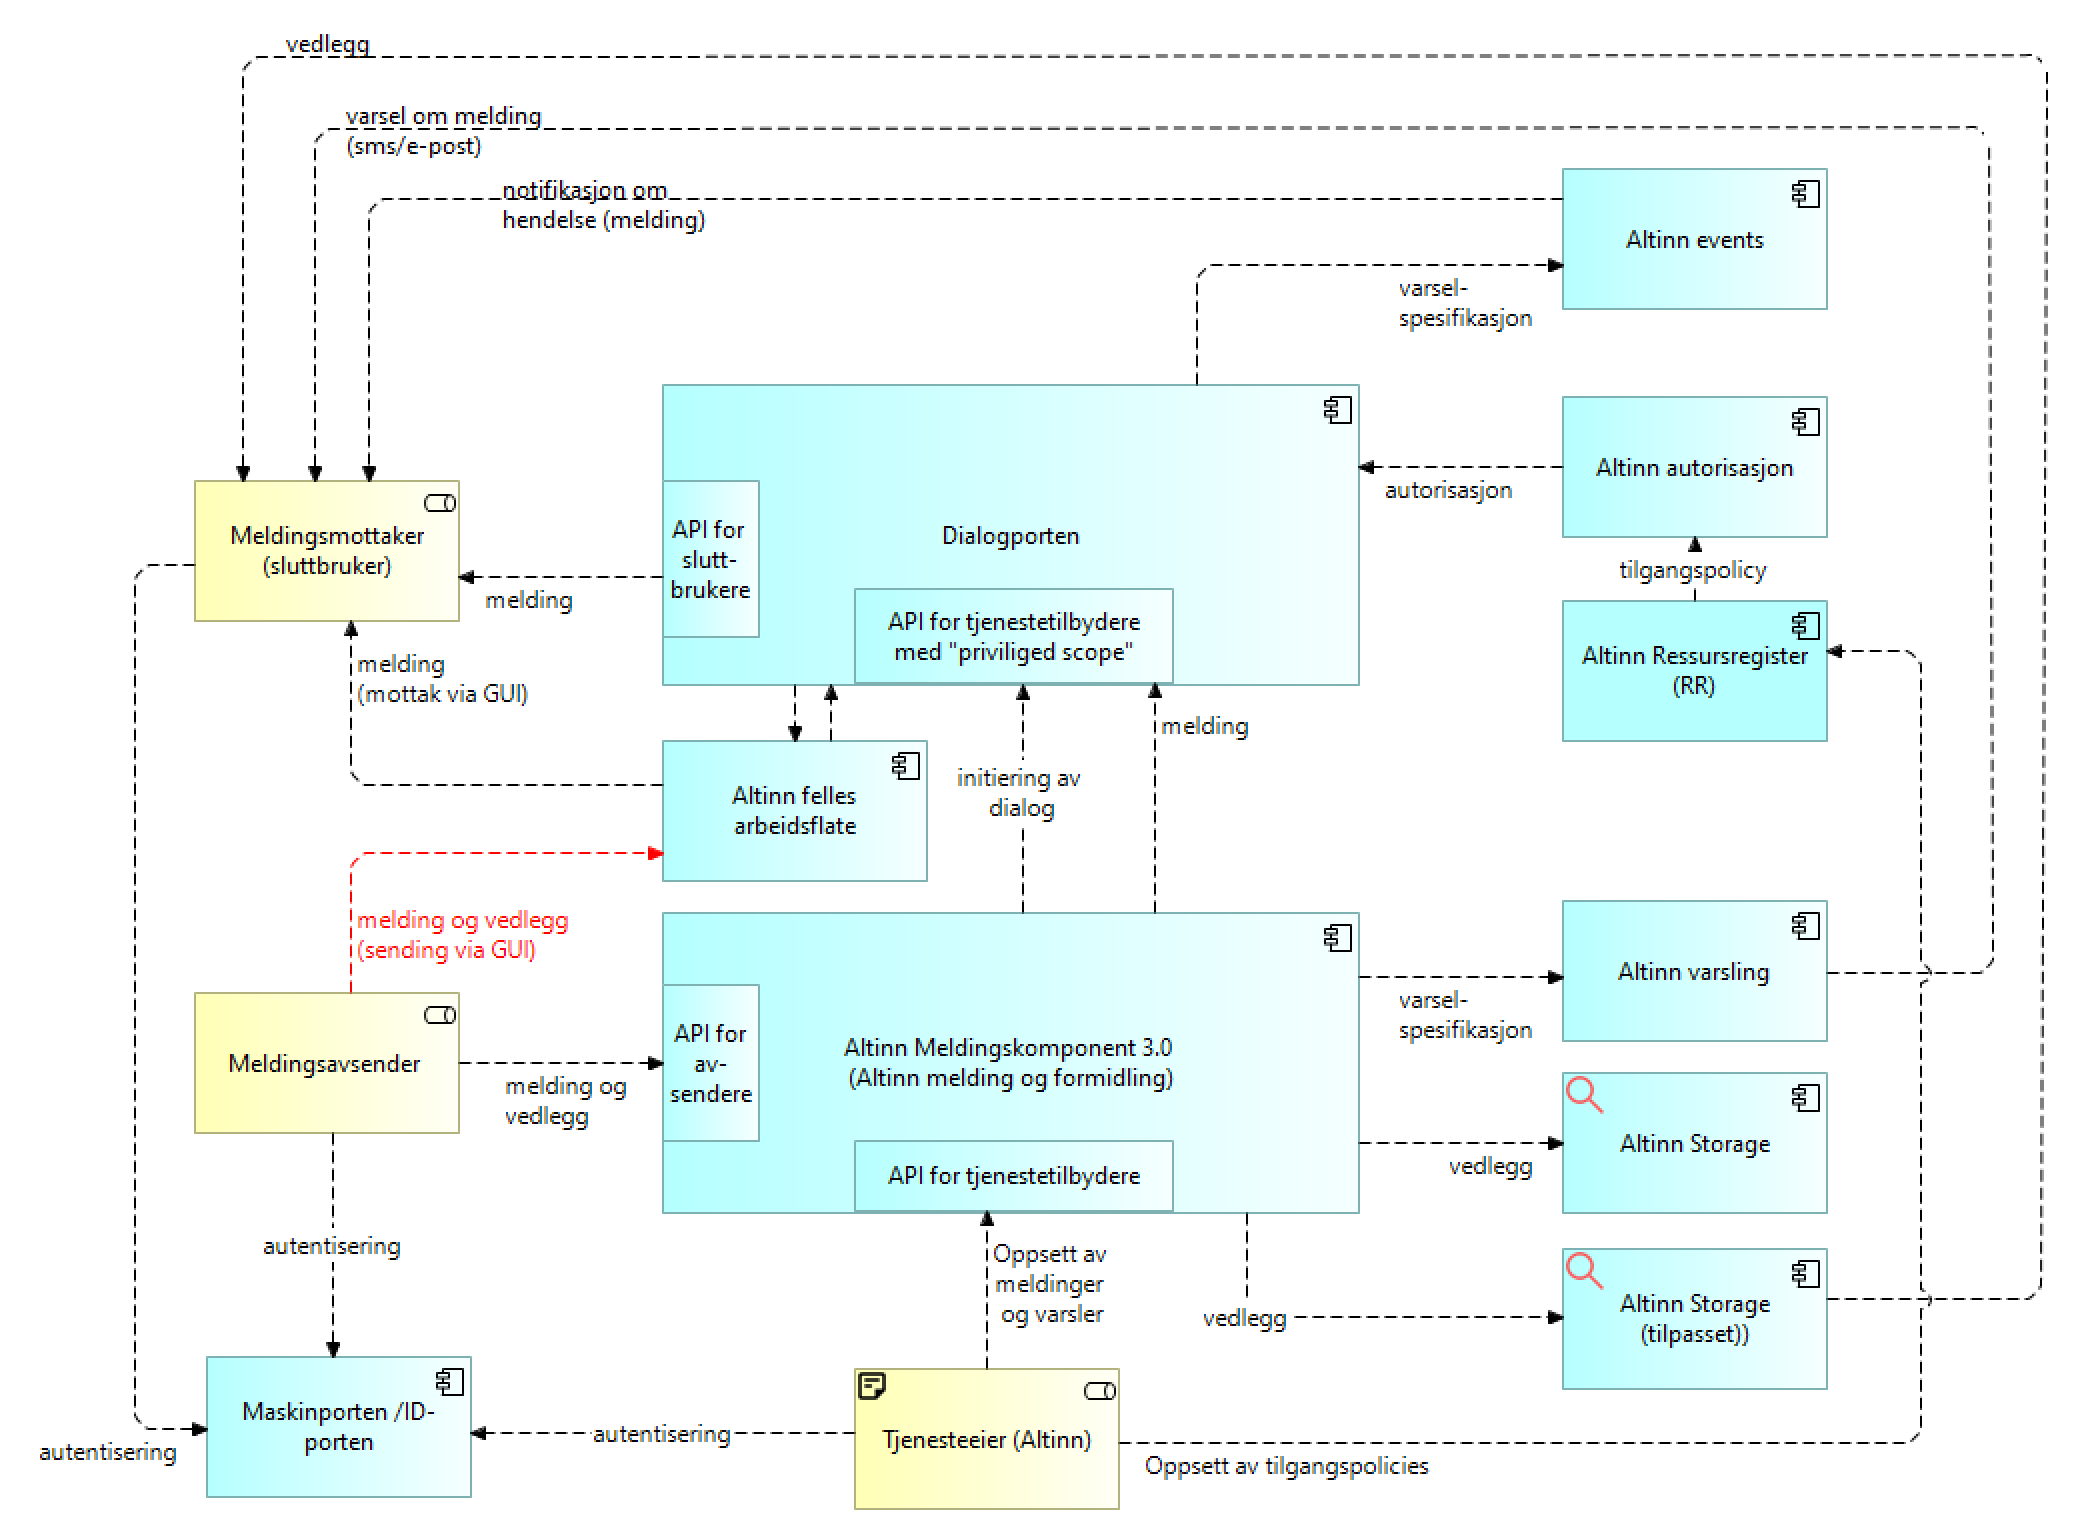 vedlegg
varsel om melding
(sms/e-post)
notifikasjon om
hendelse (melding)
Altinn events
varsel-
spesifikasjon
Altinn autorisasjon
autorisasjon
Meldingsmottaker
(sluttbruker)
API for
slutt-
brukere
Dialogporten
melding
API for tjenestetilbydere
med "priviliged scope"
tilgangspolicy
Altinn Ressursregister
(RR)
melding
(mottak via GUI)
melding
Altinn felles
arbeidsflate
initiering av
dialog
melding og vedlegg
(sending via GUI)
Altinn varsling
varsel-
spesifikasjon
Meldingsavsender
melding og
vedlegg
API for
av-
sendere
Altinn Meldingskomponent 3.0
(Altinn melding og formidling)
API for tjenestetilbydere
Altinn Storage
vedlegg
autentisering
Oppsett av
meldinger
og varsler
vedlegg
Altinn Storage
(tilpasset))
Maskinporten /ID-
porten
autentisering
autentisering
Tjenesteeier (Altinn)
Oppsett av tilgangspolicies